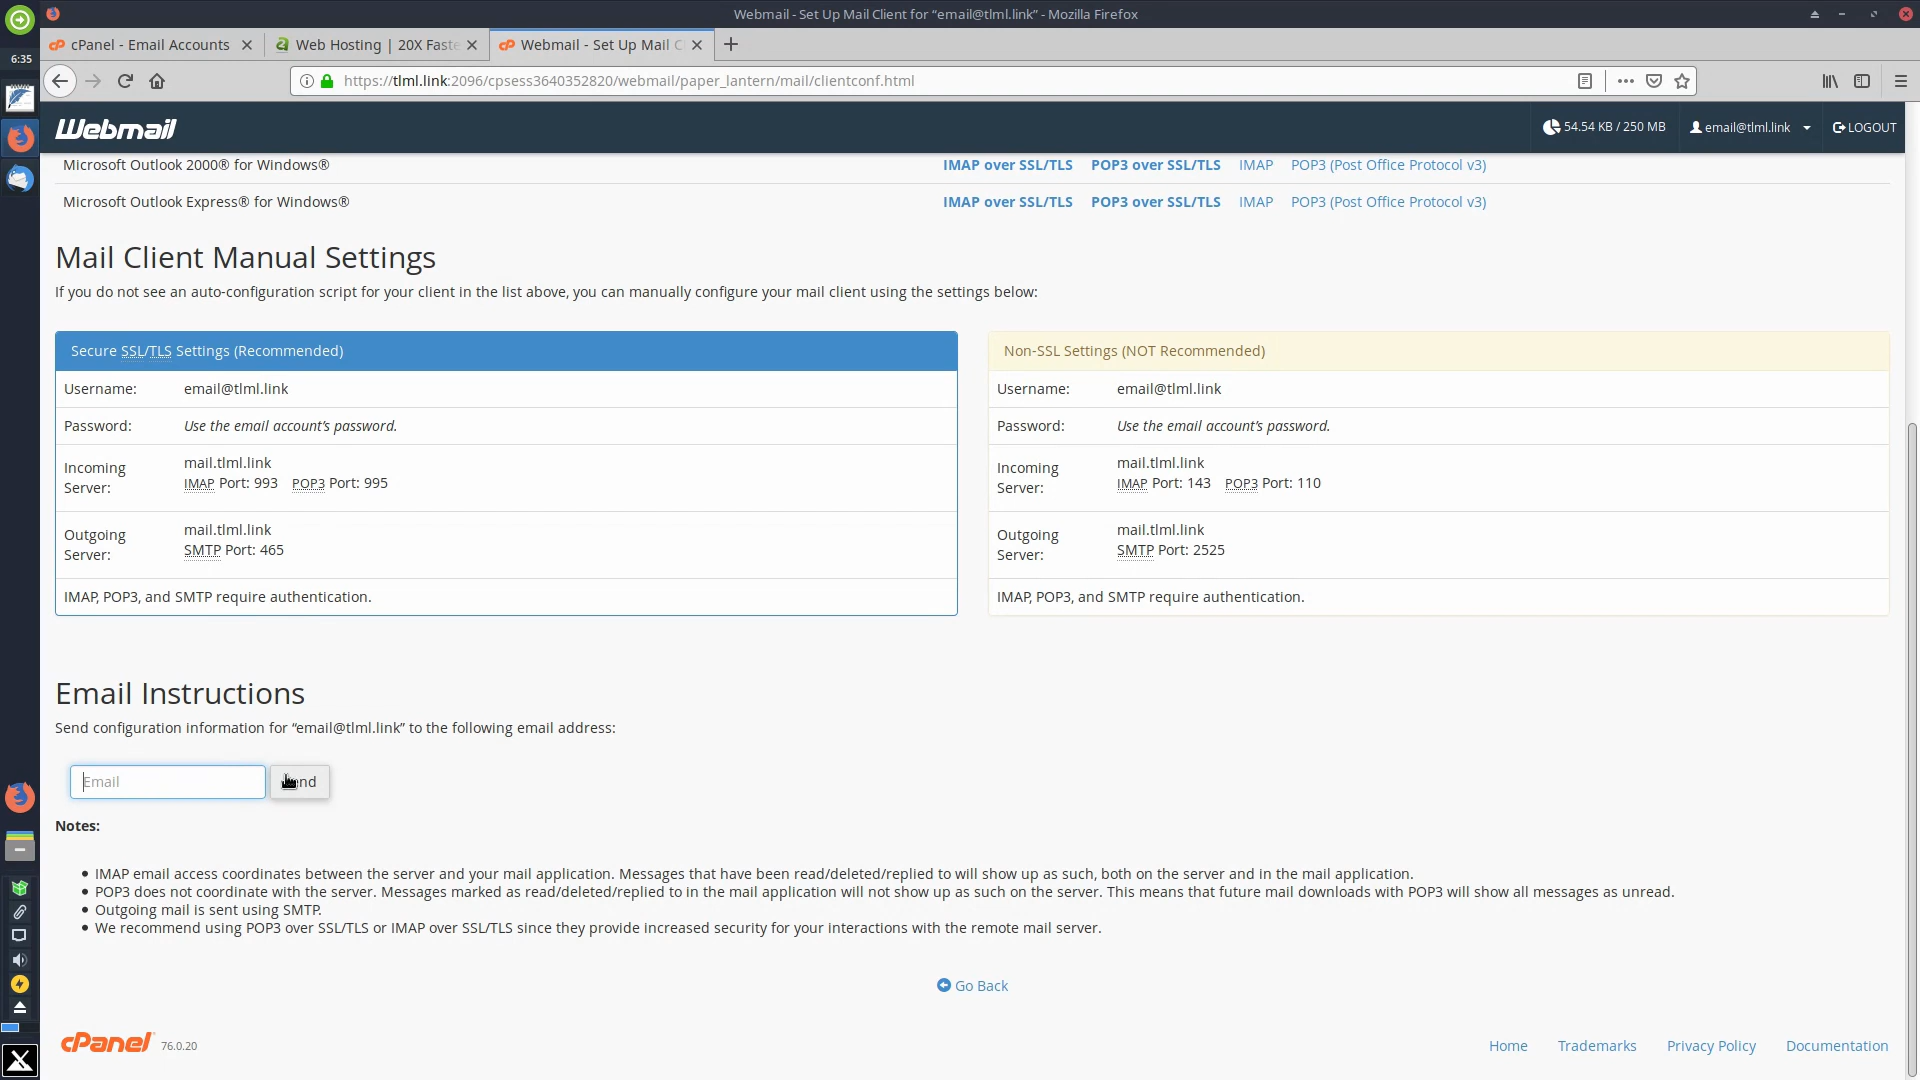 Webmail - Set Up Mail Client for “email@tlml.link” - Mozilla Firefox
6:35
cPanel - Email Accounts
Web Hosting | 20X Faste
Webmail - Set Up Mail C
https://tlml.link:2096/cpsess3640352820/webmail/paper_lantern/mail/clientconf.html
Webmail
54.54 KB / 250 MB
email@tlml.link
LOGOUT
Microsoft Outlook 2000® for Windows® IMAP over SSL/TLS POP3 over SSL/TLS IMAP POP3 (Post Office Protocol v3)
Microsoft Outlook Express® for Windows® IMAP over SSL/TLS POP3 over SSL/TLS IMAP POP3 (Post Office Protocol v3)
Mail Client Manual Settings
If you do not see an auto-configuration script for your client in the list above, you can manually configure your mail client using the settings below:
Secure SSL/TLS Settings (Recommended)
Username: email@tlml.link
Password: Use the email account’s password.
Incoming Server:
mail.tlml.link
IMAP Port: 993 POP3 Port: 995
Outgoing Server:
mail.tlml.link
SMTP Port: 465
IMAP, POP3, and SMTP require authentication.
Non-SSL Settings (NOT Recommended)
Username: email@tlml.link
Password: Use the email account’s password.
Incoming Server:
mail.tlml.link
IMAP Port: 143 POP3 Port: 110
Outgoing Server:
mail.tlml.link
SMTP Port: 2525
IMAP, POP3, and SMTP require authentication.
Email Instructions
Send configuration information for “email@tlml.link” to the following email address:
Email
Notes:
IMAP email access coordinates between the server and your mail application. Messages that have been read/deleted/replied to will show up as such, both on the server and in the mail application.
POP3 does not coordinate with the server. Messages marked as read/deleted/replied to in the mail application will not show up as such on the server. This means that future mail downloads with POP3 will show all messages as unread.
Outgoing mail is sent using SMTP.
We recommend using POP3 over SSL/TLS or IMAP over SSL/TLS since they provide increased security for your interactions with the remote mail server.
Go Back
cPanel 76.0.20
Home Trademarks Privacy Policy Documentation